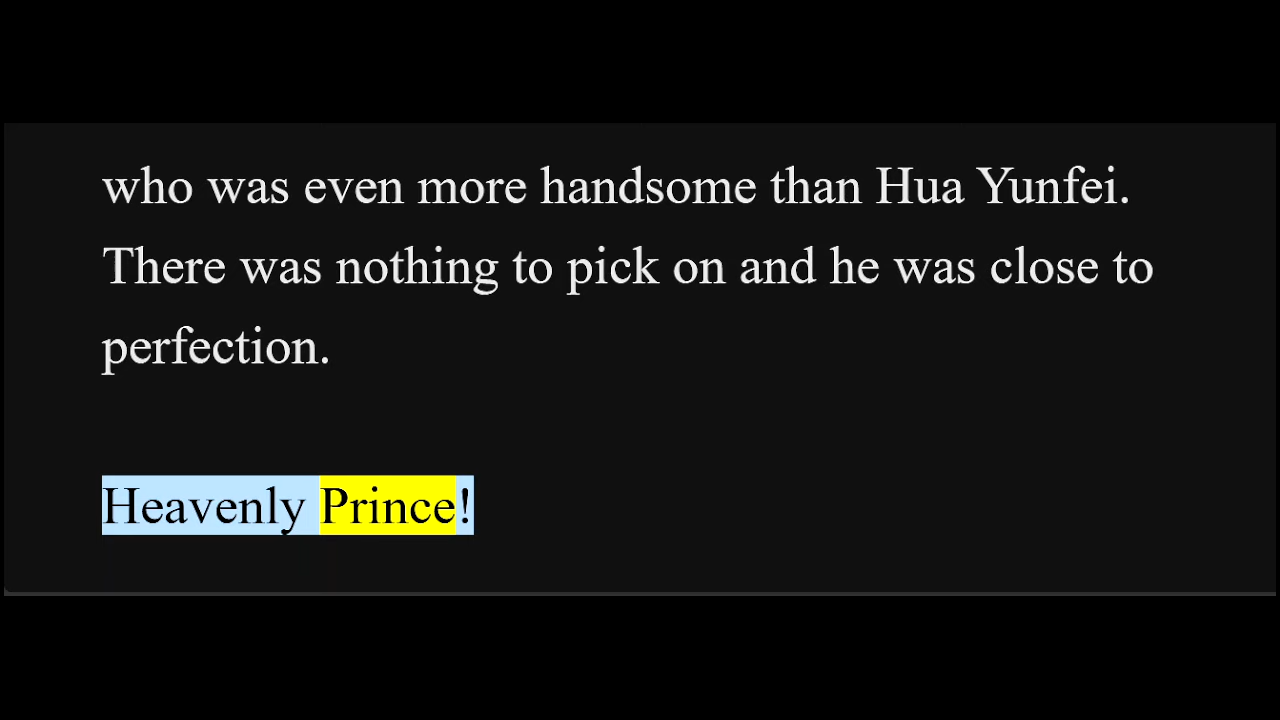 who was even more handsome than Hua Yunfei.
There was nothing to pick on and he was close to
perfection.
Heavenly Prince!